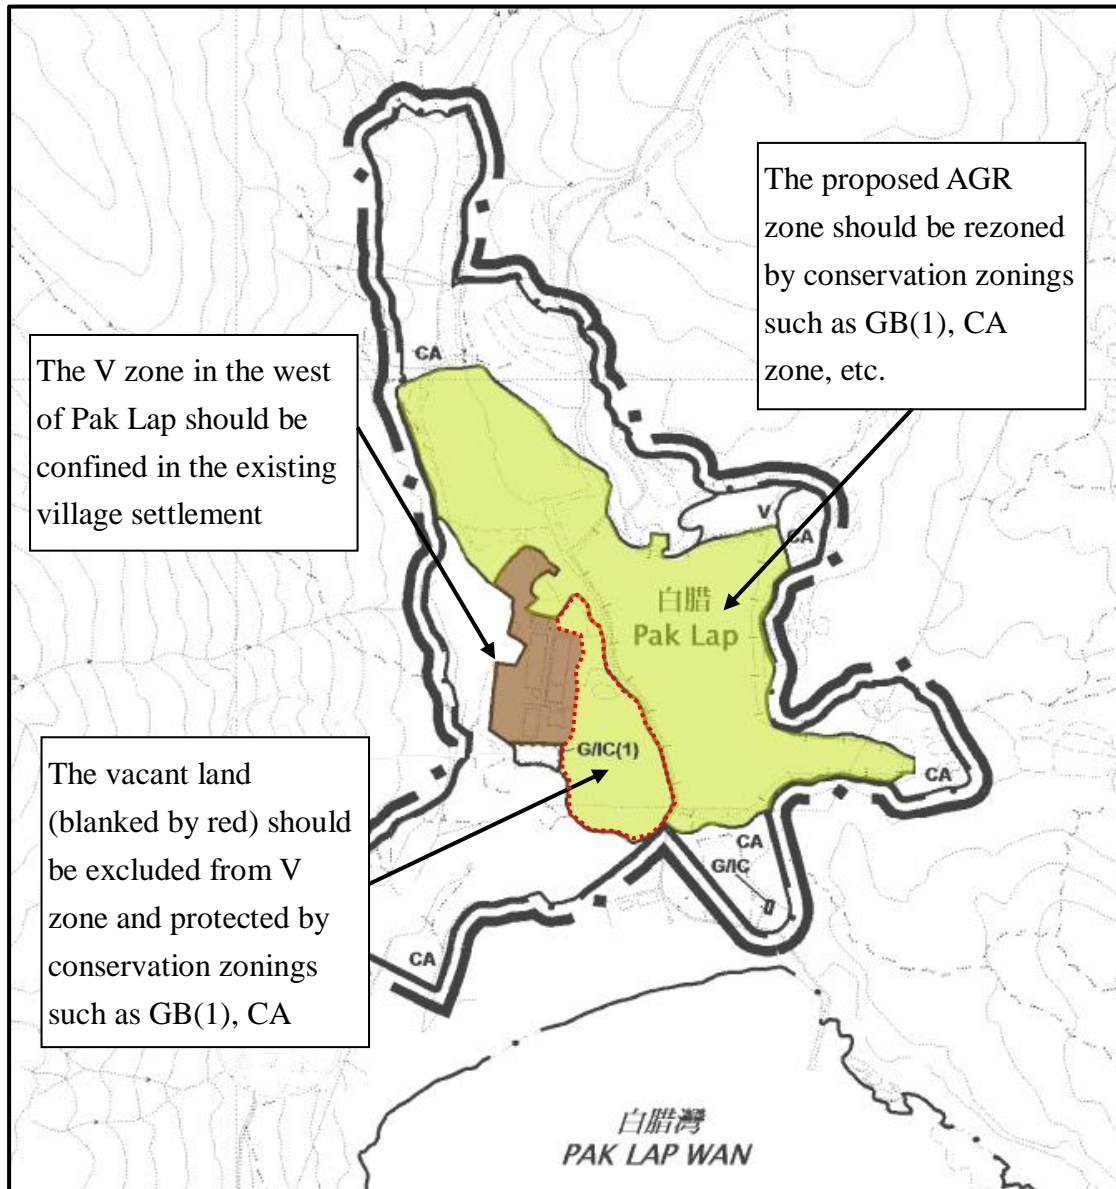 The proposed AGR
zone should be rezoned
by conservation zonings
such as GB(1), CA
zone, etc.
The V zone in the west
of Pak Lap should be
confined in the existing
village settlement
CA
V
CA
白腊
Pak Lap
G/IC(1)
The vacant land
(blanked by red) should
be excluded from V
zone and protected by
conservation zonings
such as GB(1), CA
CA
CA
G/IC
CA
白腊灣
PAK LAP WAN